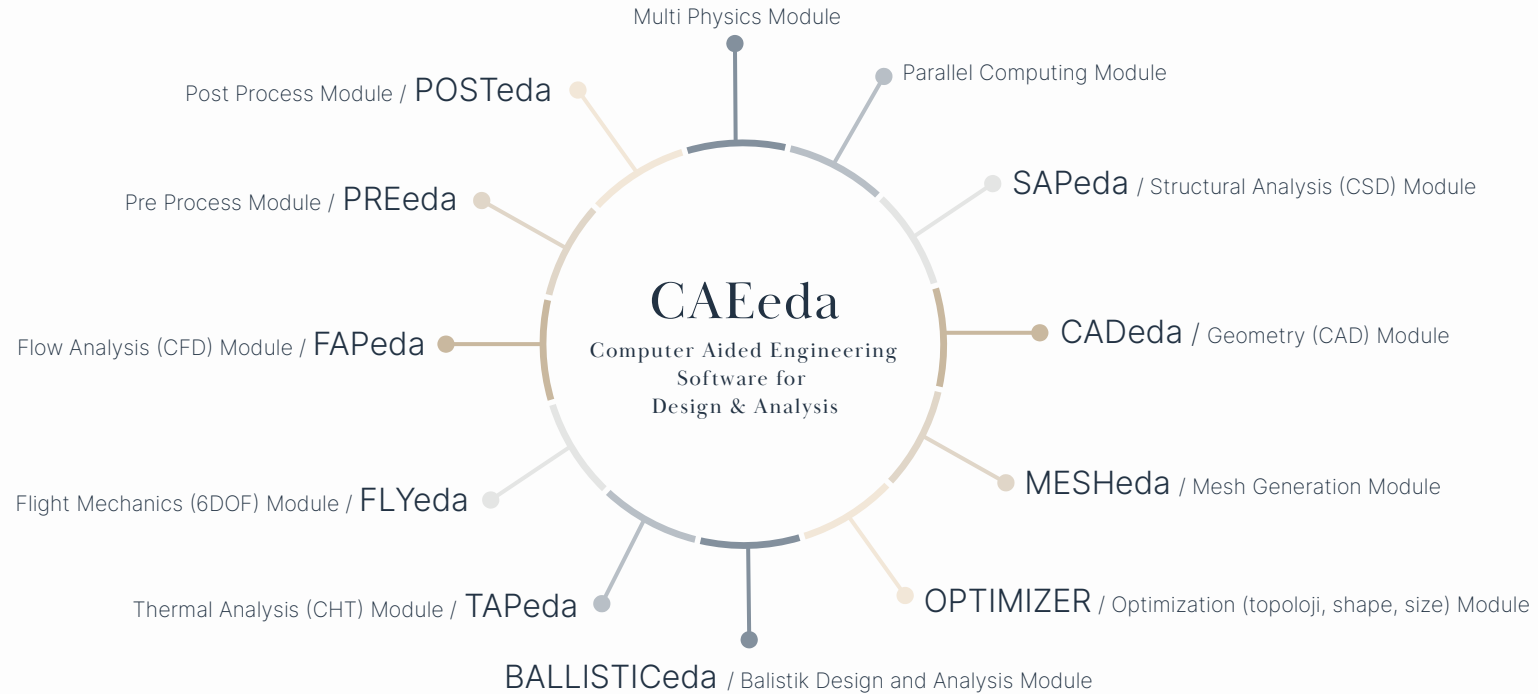 Multi Physics Module
Parallel Computing Module
Post Process Module / POSTeda
SAPeda / Structural Analysis (CSD) Module
Pre Process Module / PREeda
CAEeda
Computer Aided Engineering
Software for
Design & Analysis
Flow Analysis (CFD) Module / FAPeda
CADeda / Geometry (CAD) Module
Flight Mechanics (6DOF) Module / FLYeda
MESHeda / Mesh Generation Module
Thermal Analysis (CHT) Module / TAPeda
OPTIMIZER / Optimization (topoloji, shape, size) Module
BALLISTICeda / Balistik Design and Analysis Module